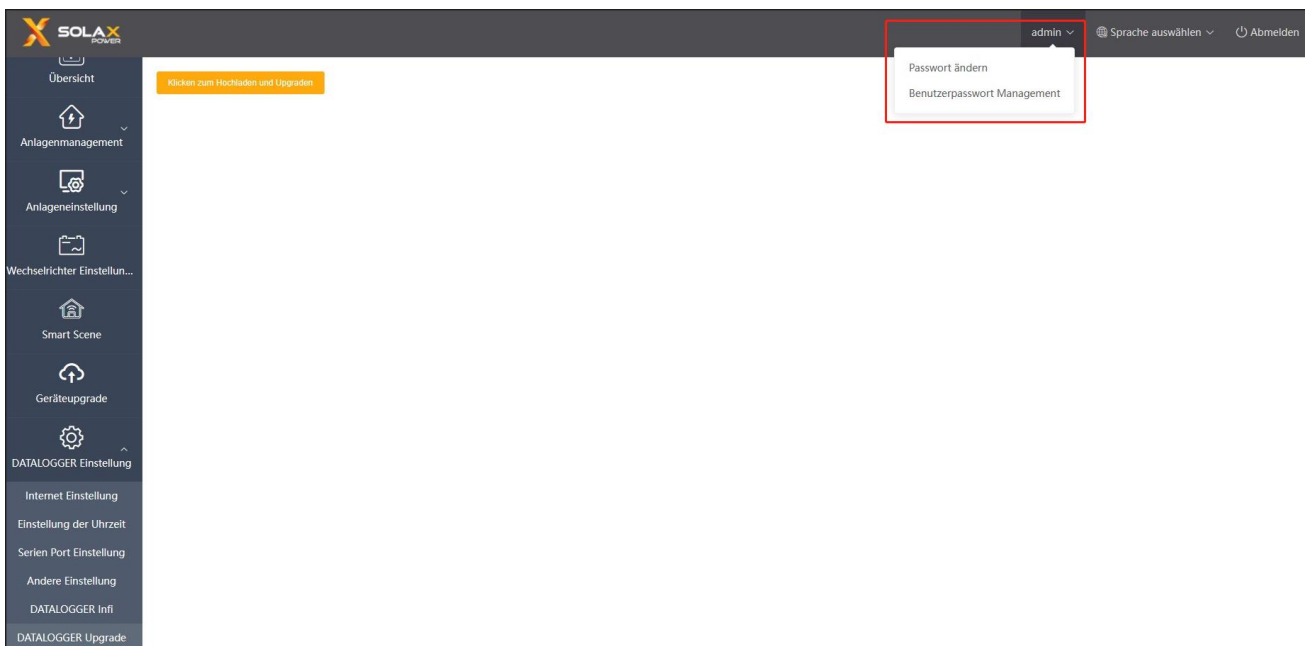 SOLAX
POWER
admin
Sprache auswählen
Abmelden
Passwort ändern
Benutzerpasswort Management
Übersicht
Anlagenmanagement
Anlageneinstellung
Wechselrichter Einstellun...
Smart Scene
Geräteupgrade
DATALOGGER Einstellung
Internet Einstellung
Einstellung der Uhrzeit
Serien Port Einstellung
Andere Einstellung
DATALOGGER Infi
DATALOGGER Upgrade
Klicken zum Hochladen und Upgraden